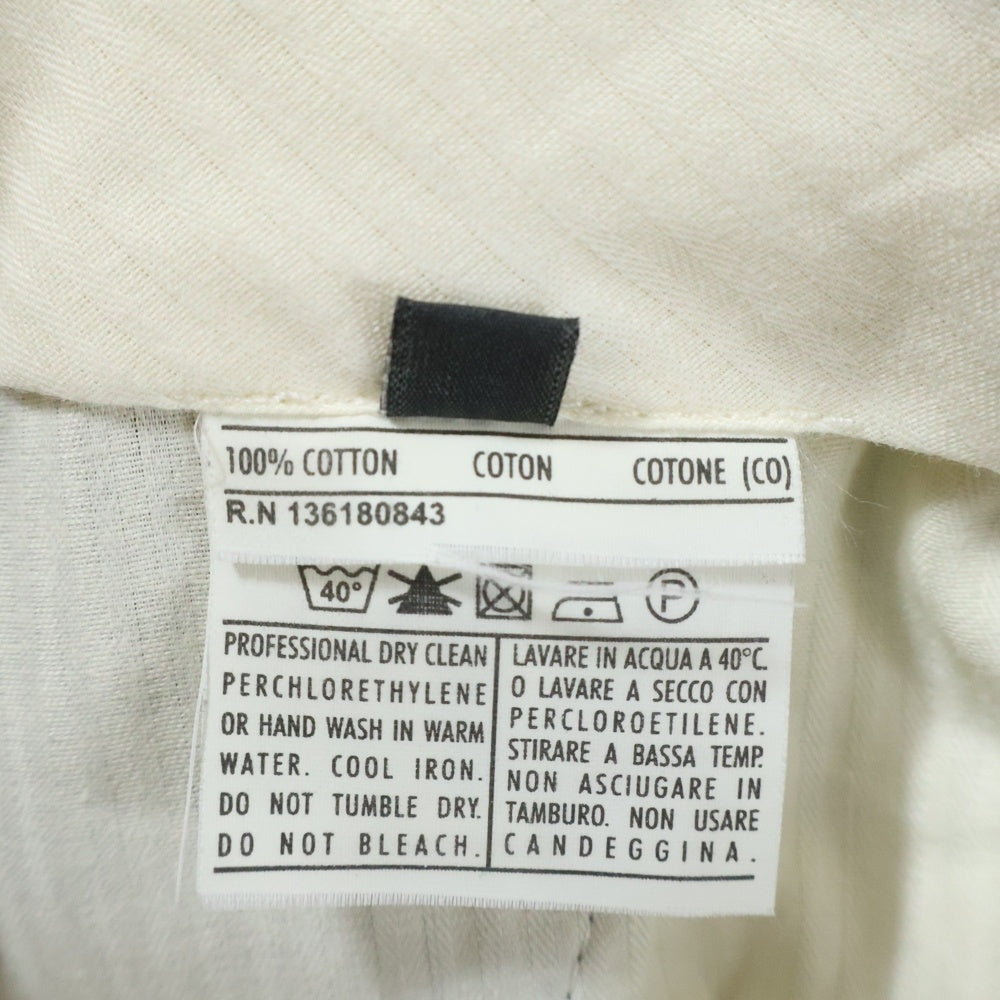 100% COTTON COTON COTONE (CO)
R.N 136180843
40°
P
PROFESSIONAL DRY CLEAN
PERCHLORETHYLENE
OR HAND WASH IN WARM
WATER. COOL IRON.
DO NOT TUMBLE DRY.
DO NOT BLEACH.
LAVARE IN ACQUA A 40°C.
O LAVARE A SECCO CON
PERCLOROETILENE.
STIRARE A BASSA TEMP.
NON ASCIUGARE IN
TAMBURO. NON USARE
CANDEGGINA.